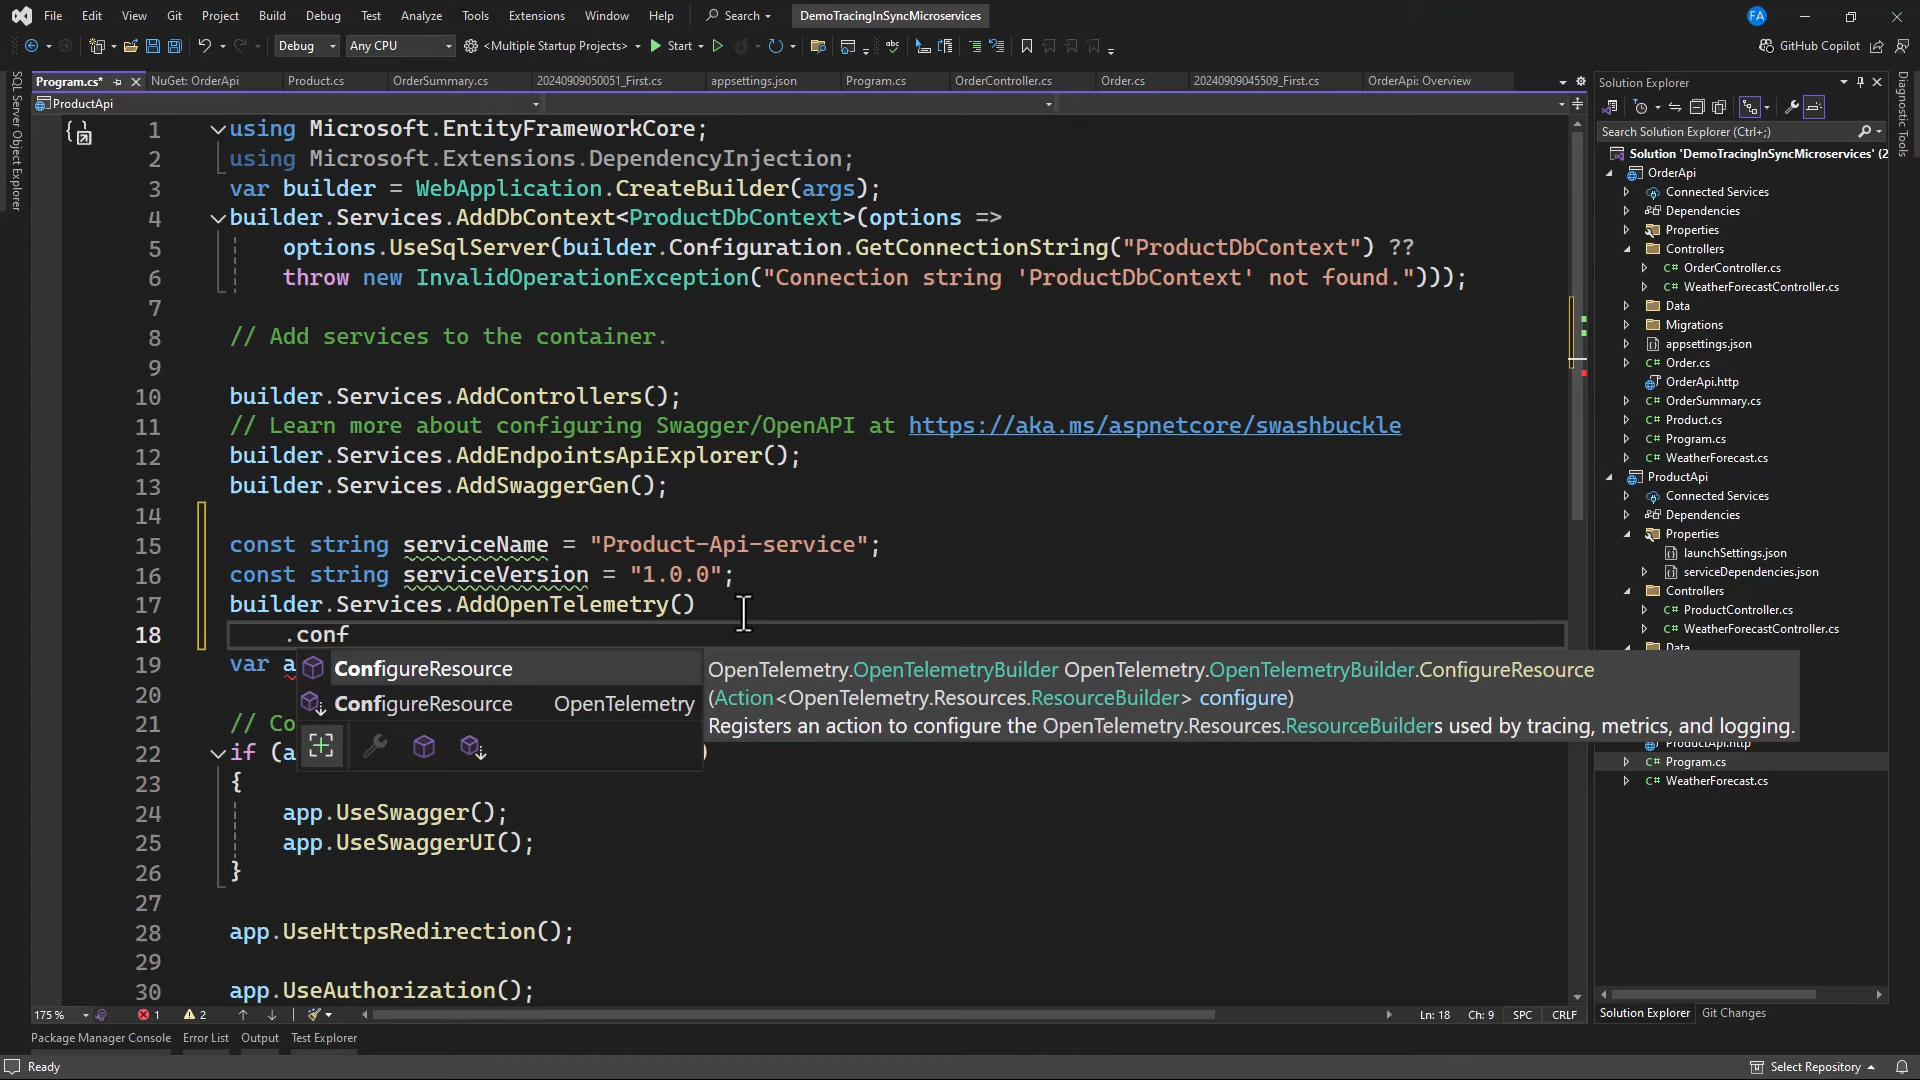 File Edit View Git Project Build Debug Test Analyze Tools Extensions Window Help Search DemoTracingInSyncMicroservices FA
Debug Any CPU <Multiple Startup Projects> Start GitHub Copilot
Program.cs* NuGet: OrderApi Product.cs OrderSummary.cs 20240909050051_First.cs appsettings.json Program.cs OrderController.cs Order.cs 20240909045509_First.cs OrderApi: Overview
ProductApi
SQL Server Object Explorer
1 using Microsoft.EntityFrameworkCore;
2 using Microsoft.Extensions.DependencyInjection;
3 var builder = WebApplication.CreateBuilder(args);
4 builder.Services.AddDbContext<ProductDbContext>(options =>
5 options.UseSqlServer(builder.Configuration.GetConnectionString("ProductDbContext") ??
6 throw new InvalidOperationException("Connection string 'ProductDbContext' not found.")));
7
8 // Add services to the container.
9
10 builder.Services.AddControllers();
11 // Learn more about configuring Swagger/OpenAPI at https://aka.ms/aspnetcore/swashbuckle
12 builder.Services.AddEndpointsApiExplorer();
13 builder.Services.AddSwaggerGen();
14
15 const string serviceName = "Product-Api-service";
16 const string serviceVersion = "1.0.0";
17 builder.Services.AddOpenTelemetry()
18 .conf
19 var a
20
21 // Co
22 if (a )
23 {
24 app.UseSwagger();
25 app.UseSwaggerUI();
26 }
27
28 app.UseHttpsRedirection();
29
30 app.UseAuthorization();
ConfigureResource
ConfigureResource OpenTelemetry
OpenTelemetry.OpenTelemetryBuilder OpenTelemetry.OpenTelemetryBuilder.ConfigureResource
(Action<OpenTelemetry.Resources.ResourceBuilder> configure)
Registers an action to configure the OpenTelemetry.Resources.ResourceBuilders used by tracing, metrics, and logging.
175 % 1 2 Ln: 18 Ch: 9 SPC CRLF
Package Manager Console Error List Output Test Explorer
Ready
Solution Explorer
Search Solution Explorer (Ctrl+;)
Solution 'DemoTracingInSyncMicroservices' (2
OrderApi
Connected Services
Dependencies
Properties
Controllers
C# OrderController.cs
C# WeatherForecastController.cs
Data
Migrations
appsettings.json
C# Order.cs
OrderApi.http
C# OrderSummary.cs
C# Product.cs
C# Program.cs
C# WeatherForecast.cs
ProductApi
Connected Services
Dependencies
Properties
launchSettings.json
serviceDependencies.json
Controllers
C# ProductController.cs
C# WeatherForecastController.cs
Data
ProductApi.http
C# Program.cs
C# WeatherForecast.cs
Solution Explorer Git Changes
Select Repository
Diagnostic Tools